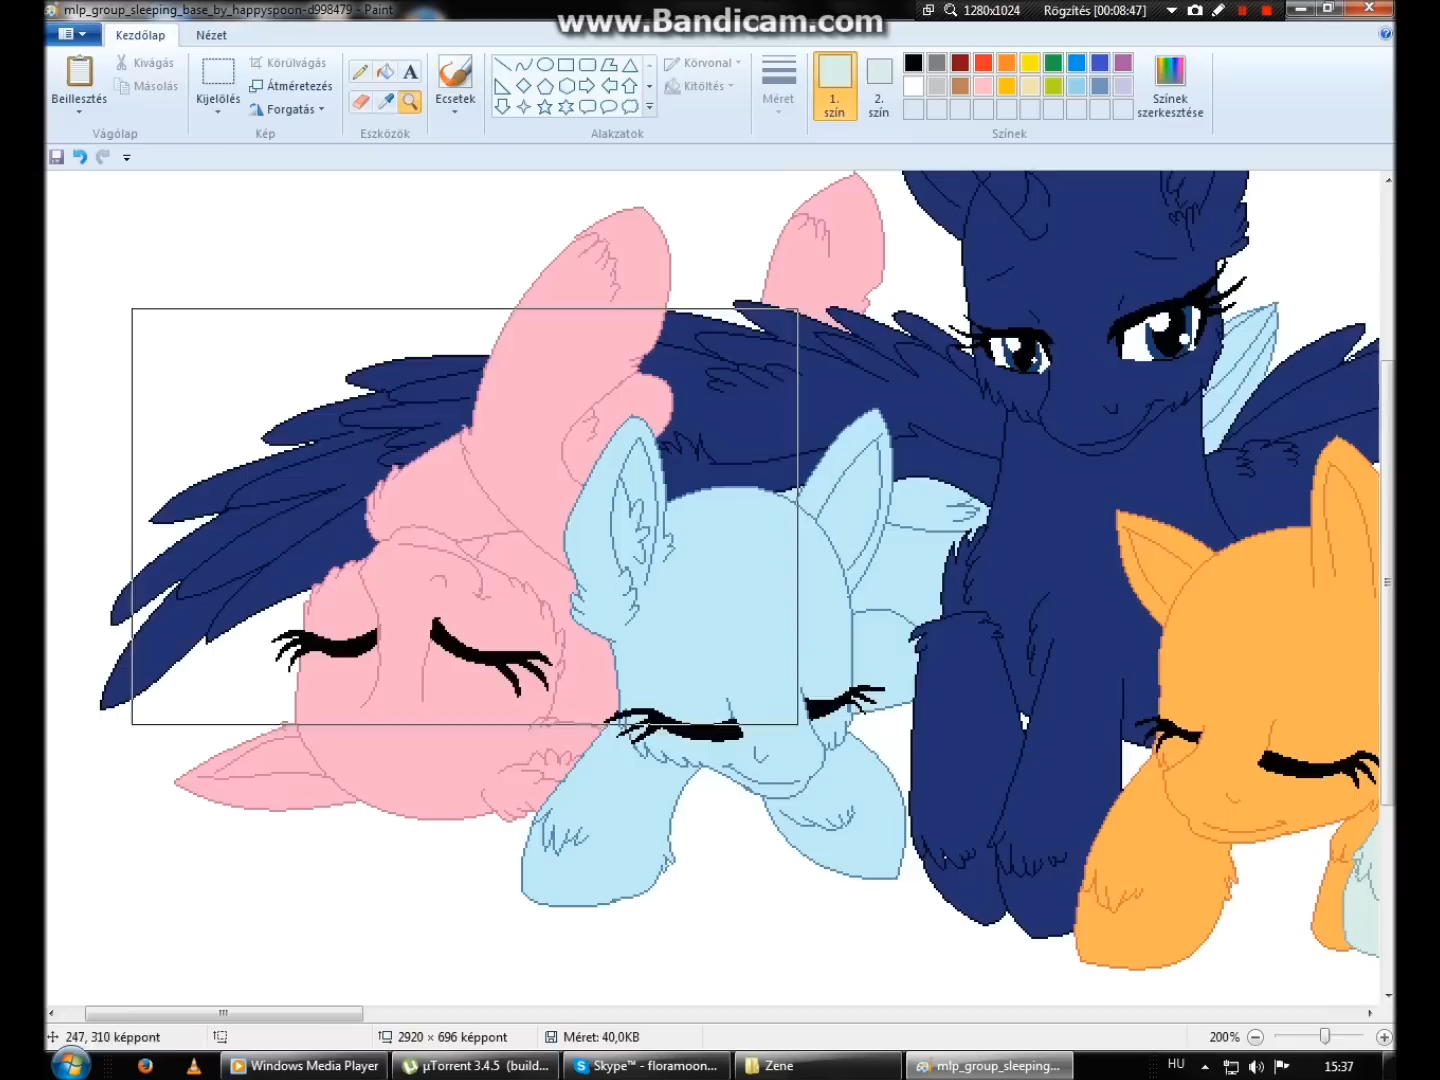 mlp_group_sleeping_base_by_happyspoon-d998479 - Paint
www.Bandicam.com
1280x1024
Rögzítés [00:08:47]
Kezdőlap
Nézet
Beillesztés
Kivágás
Másolás
Vágólap
Kijelölés
Körülvágás
Átméretezés
Forgatás
Kép
A
Eszközök
Ecsetek
Alakzatok
Körvonal
Kitöltés
Méret
1.
szín
2.
szín
Színek
Színek
szerkesztése
247, 310 képpont
2920 × 696 képpont
Méret: 40,0KB
200%
Windows Media Player
µTorrent 3.4.5 (build...
Skype™ - floramoon...
Zene
mlp_group_sleeping...
HU
15:37